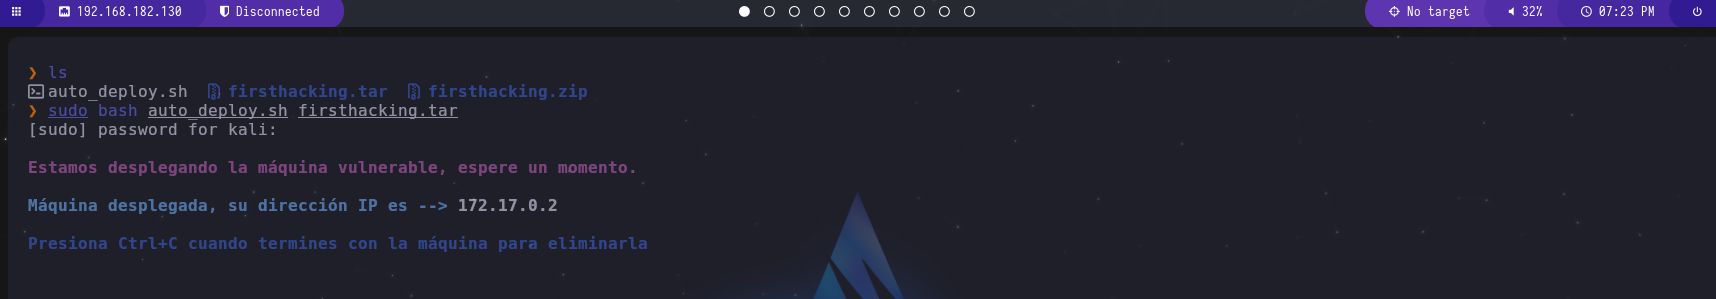 192.168.182.130 Disconnected No target 32% 07:23 PM
❯ ls
auto_deploy.sh firsthacking.tar firsthacking.zip
❯ sudo bash auto_deploy.sh firsthacking.tar
[sudo] password for kali:
Estamos desplegando la máquina vulnerable, espere un momento.
Máquina desplegada, su dirección IP es --> 172.17.0.2
Presiona Ctrl+C cuando termines con la máquina para eliminarla